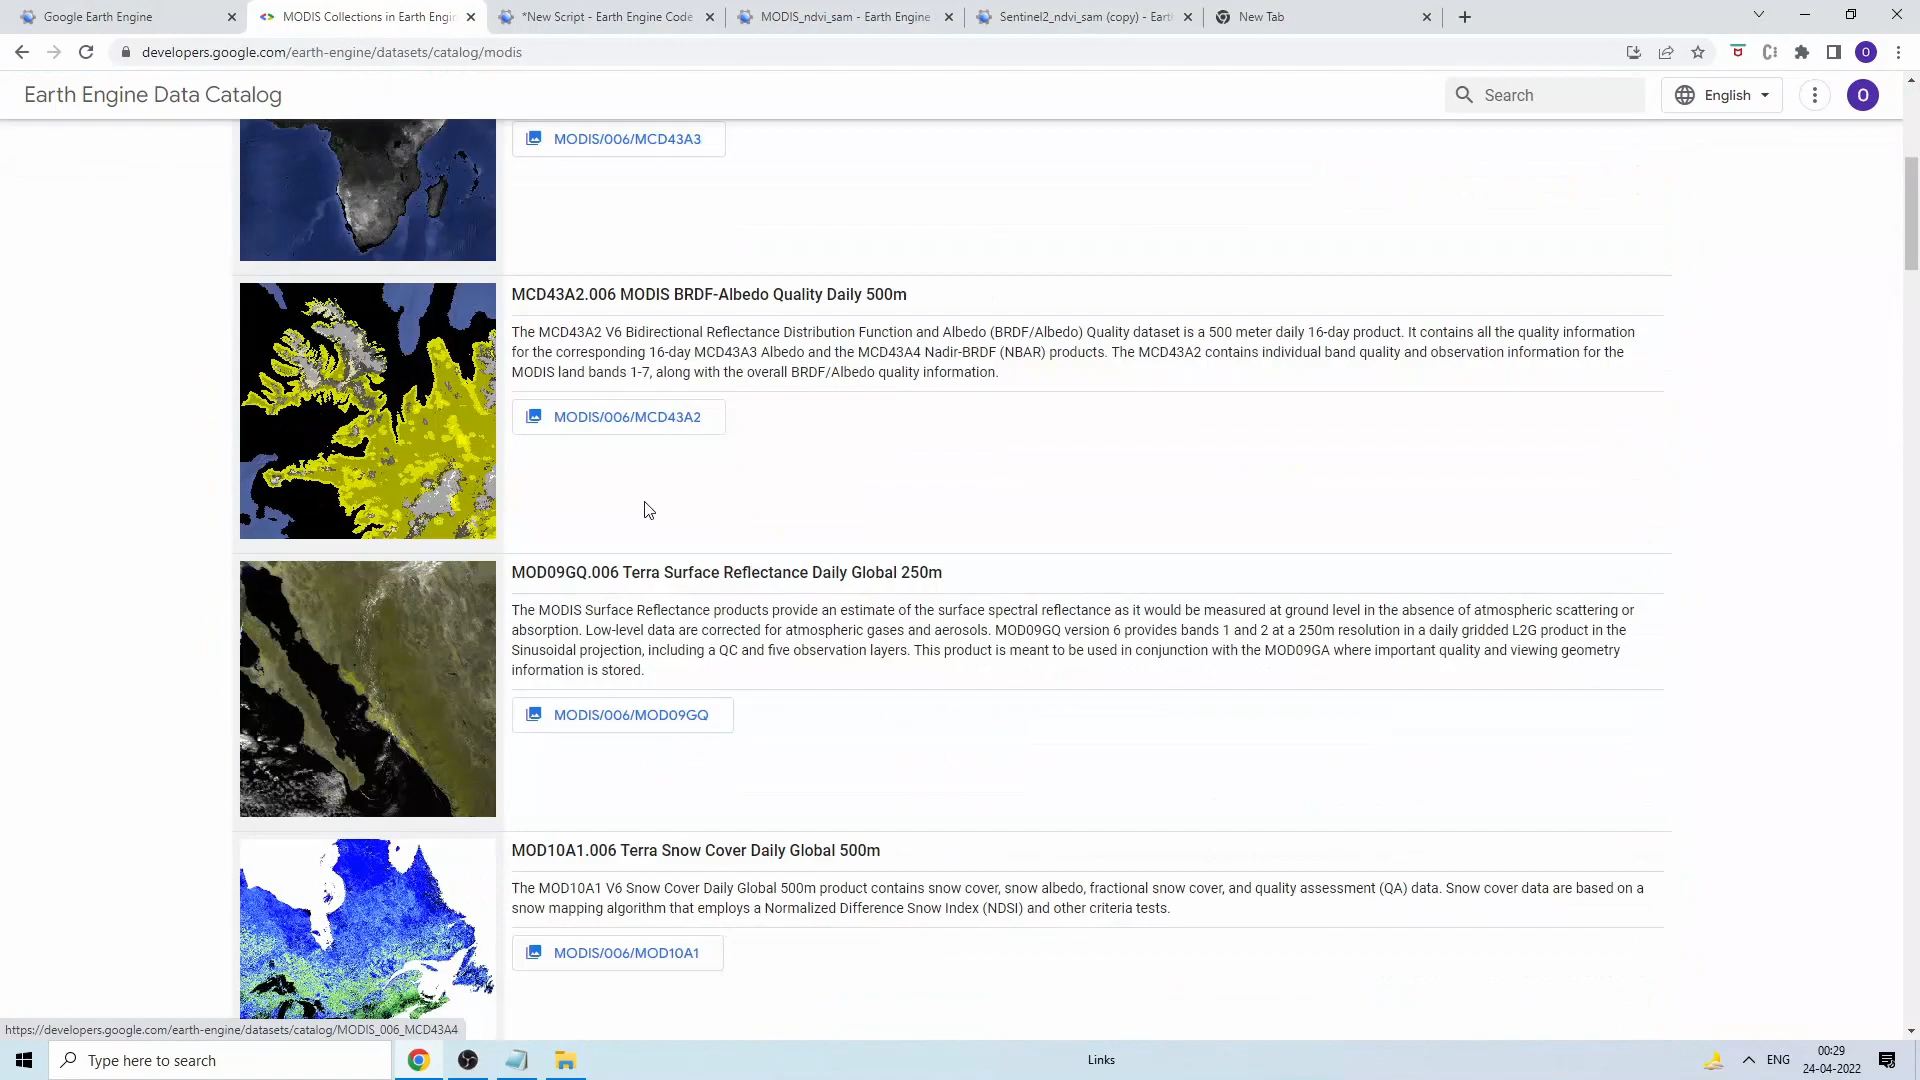 Google Earth Engine
MODIS Collections in Earth Engin
*New Script - Earth Engine Code
MODIS_ndvi_sam - Earth Engine
Sentinel2_ndvi_sam (copy) - Eart
New Tab
developers.google.com/earth-engine/datasets/catalog/modis
O
Earth Engine Data Catalog
Search
English
O
MODIS/006/MCD43A3
MCD43A2.006 MODIS BRDF-Albedo Quality Daily 500m
The MCD43A2 V6 Bidirectional Reflectance Distribution Function and Albedo (BRDF/Albedo) Quality dataset is a 500 meter daily 16-day product. It contains all the quality information
for the corresponding 16-day MCD43A3 Albedo and the MCD43A4 Nadir-BRDF (NBAR) products. The MCD43A2 contains individual band quality and observation information for the
MODIS land bands 1-7, along with the overall BRDF/Albedo quality information.
MODIS/006/MCD43A2
MOD09GQ.006 Terra Surface Reflectance Daily Global 250m
The MODIS Surface Reflectance products provide an estimate of the surface spectral reflectance as it would be measured at ground level in the absence of atmospheric scattering or
absorption. Low-level data are corrected for atmospheric gases and aerosols. MOD09GQ version 6 provides bands 1 and 2 at a 250m resolution in a daily gridded L2G product in the
Sinusoidal projection, including a QC and five observation layers. This product is meant to be used in conjunction with the MOD09GA where important quality and viewing geometry
information is stored.
MODIS/006/MOD09GQ
MOD10A1.006 Terra Snow Cover Daily Global 500m
The MOD10A1 V6 Snow Cover Daily Global 500m product contains snow cover, snow albedo, fractional snow cover, and quality assessment (QA) data. Snow cover data are based on a
snow mapping algorithm that employs a Normalized Difference Snow Index (NDSI) and other criteria tests.
MODIS/006/MOD10A1
https://developers.google.com/earth-engine/datasets/catalog/MODIS_006_MCD43A4
Type here to search
Links
ENG
00:29
24-04-2022